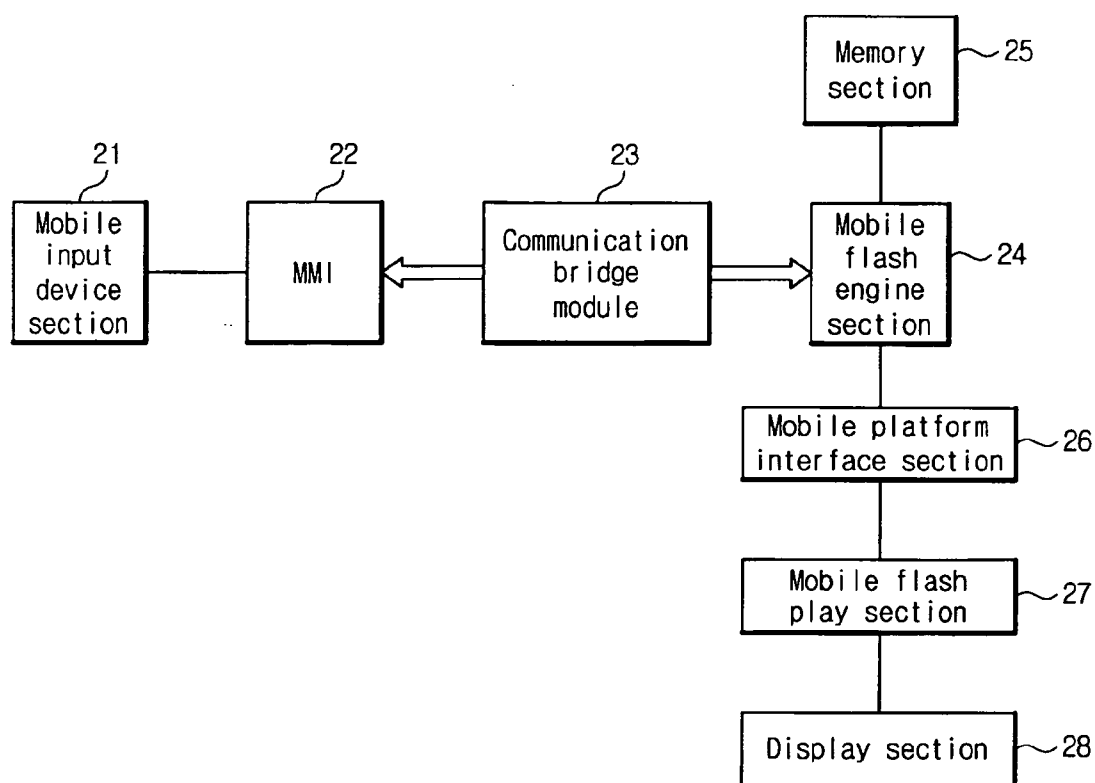 Memory
section
25
21
22
23
Mobile
input
device
section
MMI
Communication
bridge
module
Mobile
flash
engine
section
24
Mobile platform
interface section
26
Mobile flash
play section
27
Display section
28